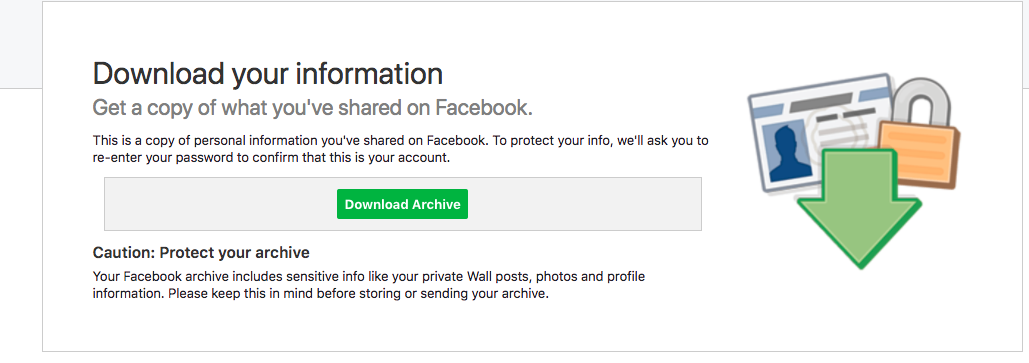 Download your information
Get a copy of what you've shared on Facebook.
This is a copy of personal information you've shared on Facebook. To protect your info, we'll ask you to
re-enter your password to confirm that this is your account.
Download Archive
Caution: Protect your archive
Your Facebook archive includes sensitive info like your private Wall posts, photos and profile
information. Please keep this in mind before storing or sending your archive.